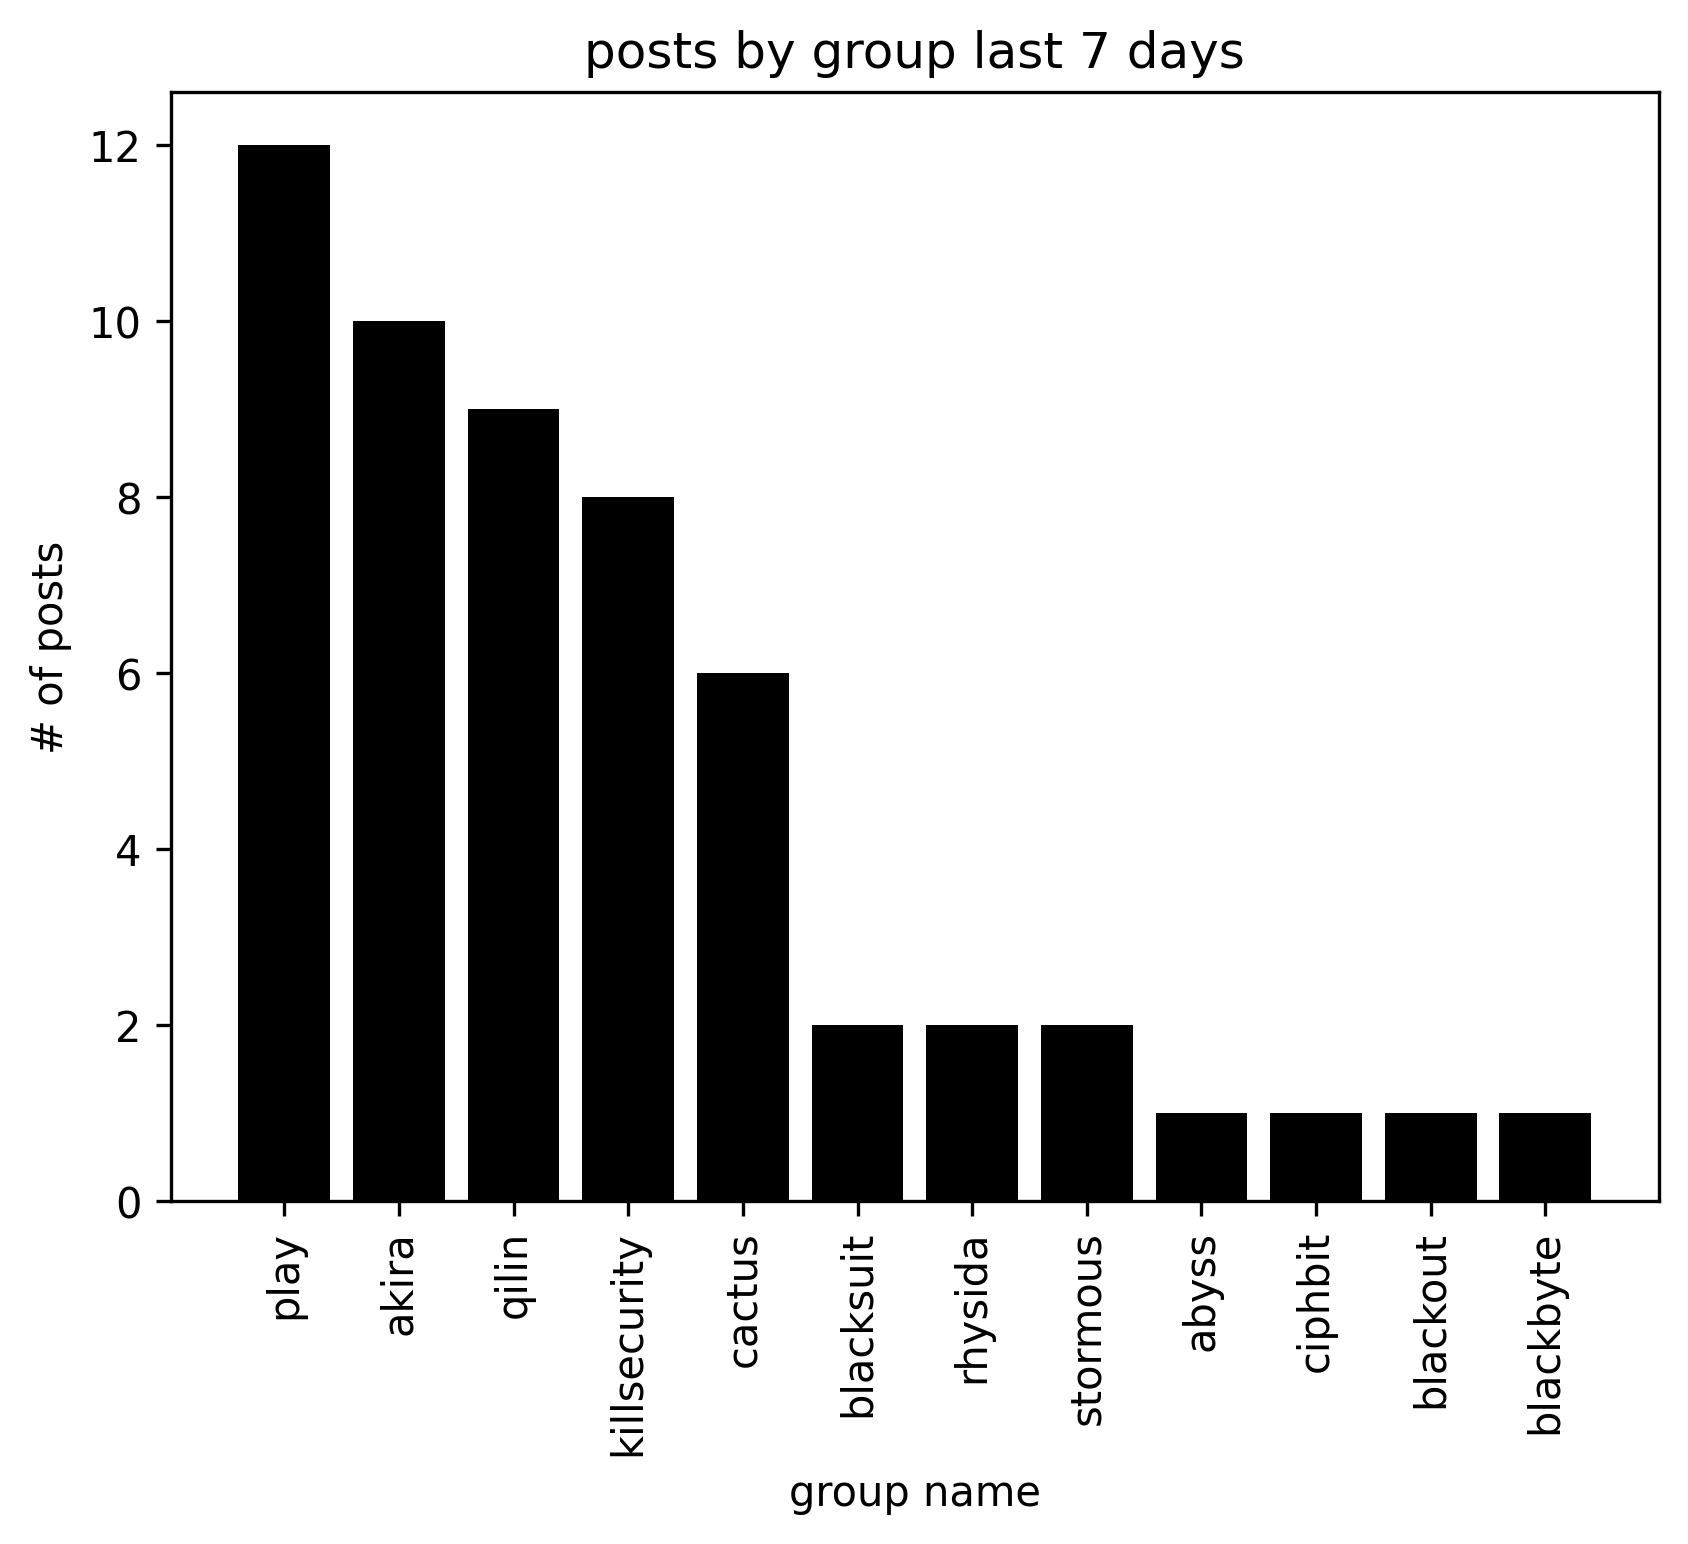 posts by group last 7 days
12
10
8
6
4
2
0
# of posts
play
akira
qilin
killsecurity
cactus
blacksuit
rhysida
stormous
abyss
ciphbit
blackout
blackbyte
group name